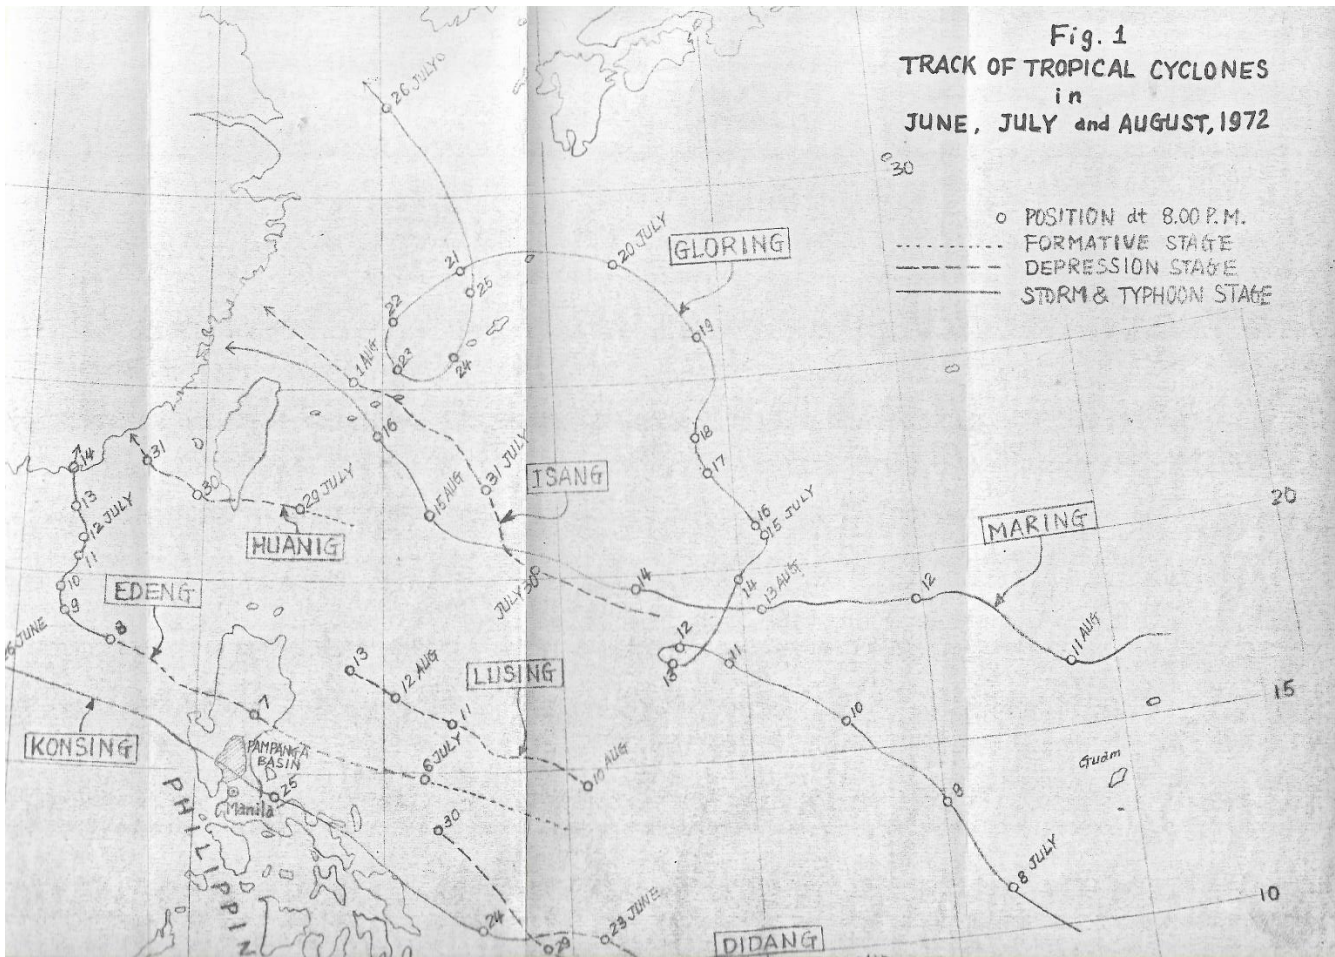 Fig. 1
TRACK OF TROPICAL CYCLONES
in
JUNE, JULY and AUGUST, 1972
30
POSITION at 8.00 P.M.
FORMATIVE STAGE
DEPRESSION STAGE
STORM & TYPHOON STAGE
26 JULY
20 JULY
GLORING
21
25
22
19
23
24
1 AUG
16
18
17
14
31
31 JULY
ISANG
30
29 JULY
15 AUG
13
12 JULY
HUANIG
16
15 JULY
MARING
20
11
10
EDENG
JULY 30
14
14
13 AUG
12
9
JUNE
8
13
12 AUG
LUSING
12
13
11
11 AUG
7
11
10
15
KONSING
PAMPANGA
BASIN
6 JULY
10 AUG
Guam
25
Manila
9
30
PHILIPPIN
8 JULY
10
24
29
23 JUNE
DIDANG